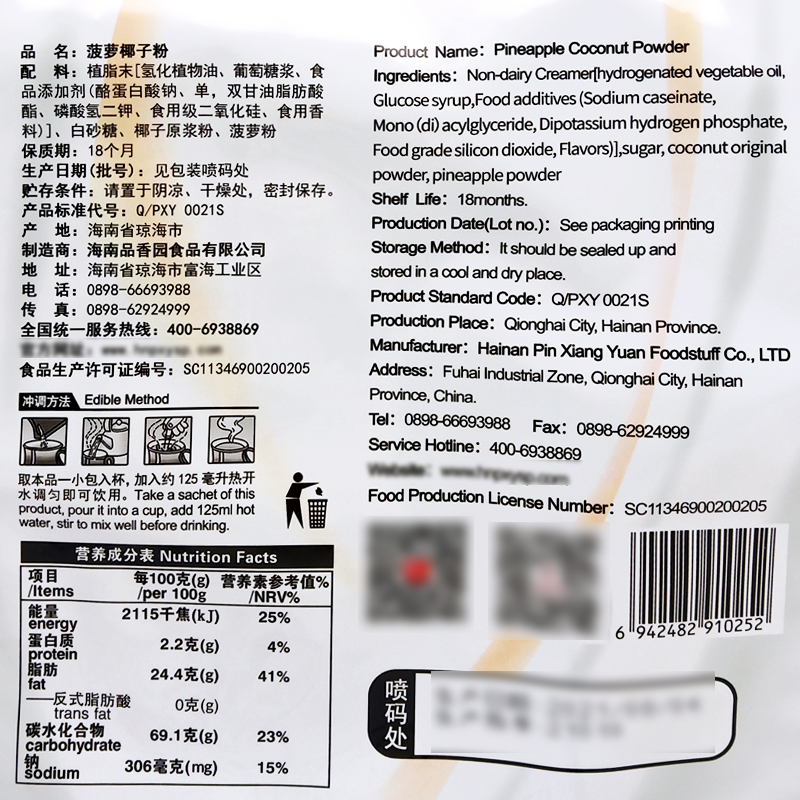 品 名：菠萝椰子粉
配 料：植脂末[氢化植物油、葡萄糖浆、食
品添加剂(酪蛋白酸钠、单，双甘油脂肪酸
酯、磷酸氢二钾、食用级二氧化硅、食用香
料)]、白砂糖、椰子原浆粉、菠萝粉
保质期：18个月
生产日期(批号)：见包装喷码处
贮存条件：请置于阴凉、干燥处，密封保存。
产品标准代号：Q/PXY 0021S
产 地：海南省琼海市
制造商：海南品香园食品有限公司
地 址：海南省琼海市富海工业区
电 话：0898-66693988
传 真：0898-62924999
全国统一服务热线：400-6938869
食品生产许可证编号：SC11346900200205
冲调方法 Edible Method
取本品一小包入杯，加入约 125 毫升热开
水调匀即可饮用。Take a sachet of this
product, pour it into a cup, add 125ml hot
water, stir to mix well before drinking.
营养成分表 Nutrition Facts
项目 每100克(g) 营养素参考值%
/Items /per 100g /NRV%
能量 2115千焦(kJ) 25%
energy
蛋白质 2.2克(g) 4%
protein
脂肪 24.4克(g) 41%
fat
——反式脂肪酸 0克(g)
trans fat
碳水化合物 69.1克(g) 23%
carbohydrate
钠 306毫克(mg) 15%
sodium
Product Name：Pineapple Coconut Powder
Ingredients：Non-dairy Creamer[hydrogenated vegetable oil,
Glucose syrup,Food additives (Sodium caseinate,
Mono (di) acylglyceride, Dipotassium hydrogen phosphate,
Food grade silicon dioxide, Flavors)],sugar, coconut original
powder, pineapple powder
Shelf Life：18months.
Production Date(Lot no.)：See packaging printing
Storage Method：It should be sealed up and
stored in a cool and dry place.
Product Standard Code：Q/PXY 0021S
Production Place：Qionghai City, Hainan Province.
Manufacturer：Hainan Pin Xiang Yuan Foodstuff Co., LTD
Address：Fuhai Industrial Zone, Qionghai City, Hainan
Province, China.
Tel：0898-66693988 Fax：0898-62924999
Service Hotline：400-6938869
Food Production License Number：SC11346900200205
6 942482 910252
喷码处